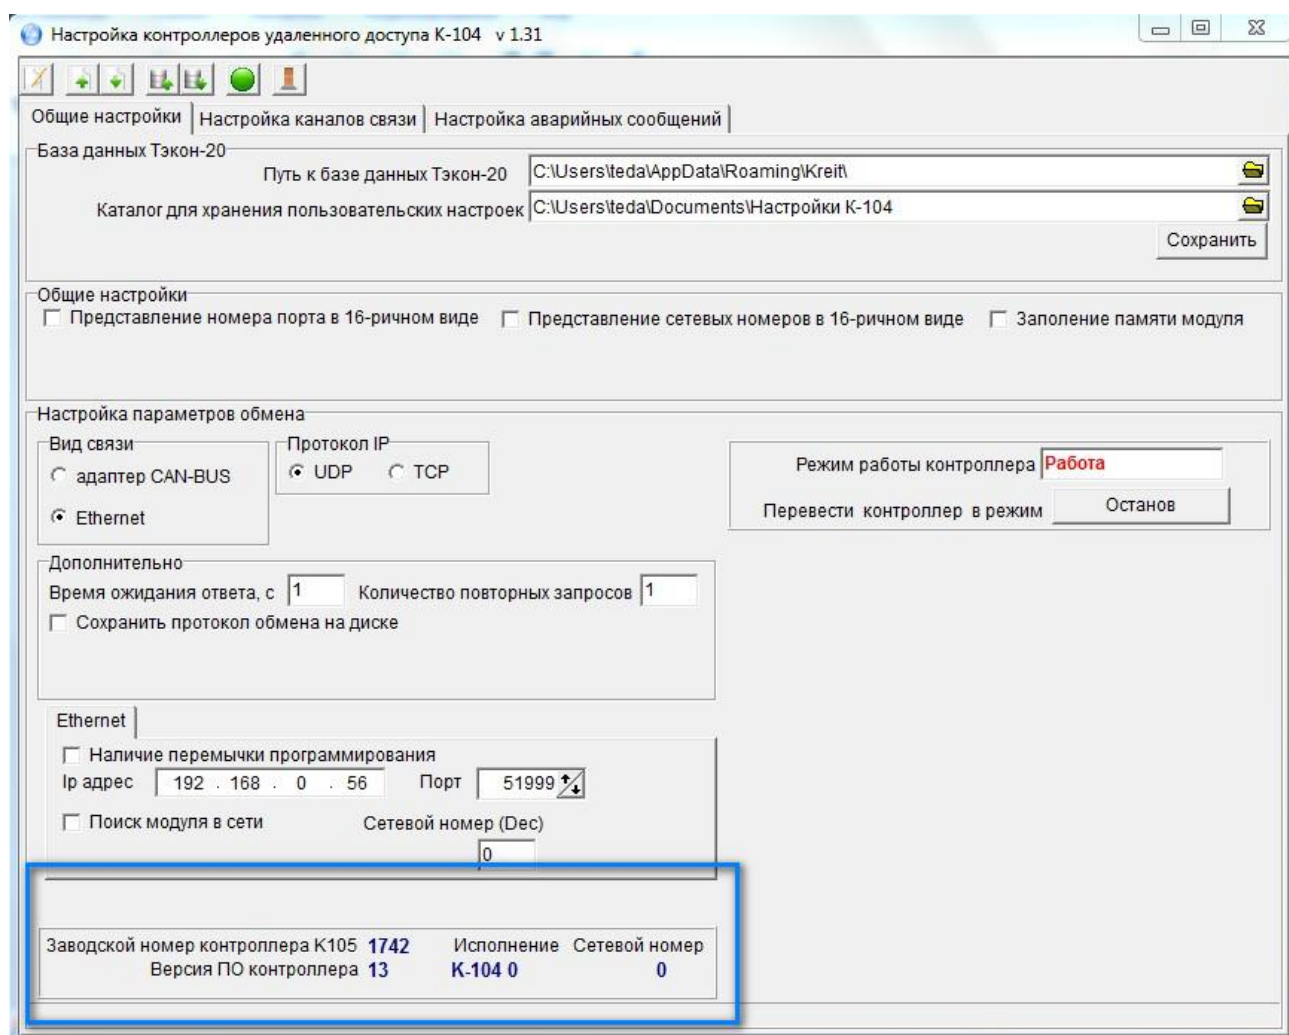 Настройка контроллеров удаленного доступа К-104 v 1.31
Общие настройки Настройка каналов связи Настройка аварийных сообщений
База данных Тэкон-20
Путь к базе данных Тэкон-20 C:\Users\teda\AppData\Roaming\Kreit\
Каталог для хранения пользовательских настроек C:\Users\teda\Documents\Настройки К-104
Сохранить
Общие настройки
Представление номера порта в 16-ричном виде Представление сетевых номеров в 16-ричном виде Заполение памяти модуля
Настройка параметров обмена
Вид связи
адаптер CAN-BUS
Ethernet
Протокол IP
UDP TCP
Режим работы контроллера Работа
Перевести контроллер в режим Останов
Дополнительно
Время ожидания ответа, с 1 Количество повторных запросов 1
Сохранить протокол обмена на диске
Ethernet
Наличие перемычки программирования
Ip адрес 192 . 168 . 0 . 56 Порт 51999
Поиск модуля в сети Сетевой номер (Dec)
0
Заводской номер контроллера К105 1742 Исполнение Сетевой номер
Версия ПО контроллера 13 К-104 0 0